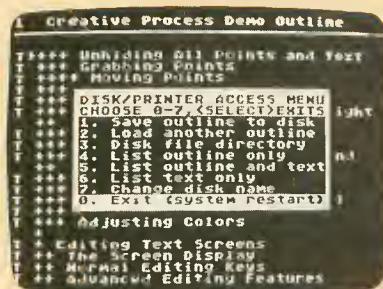 I Creative Process Demo Outline
T++++ Unhiding All Points and Text
T ++++ Grabbing Points
T ++++ Moving Points
DISK/PRINTER ACCESS MENU
CHOOSE 0-7,(SELECT)EXITS
1. Save outline to disk
2. Load another outline
3. Disk file directory
4. List outline only
5. List outline and text
6. List text only
7. Change disk name
0. Exit (system restart)
ight
T +++ Adjusting Colors
T + Editing Text Screens
T ++ The Screen Display
T ++ Normal Editing Keys
T ++ Advanced Editing Features